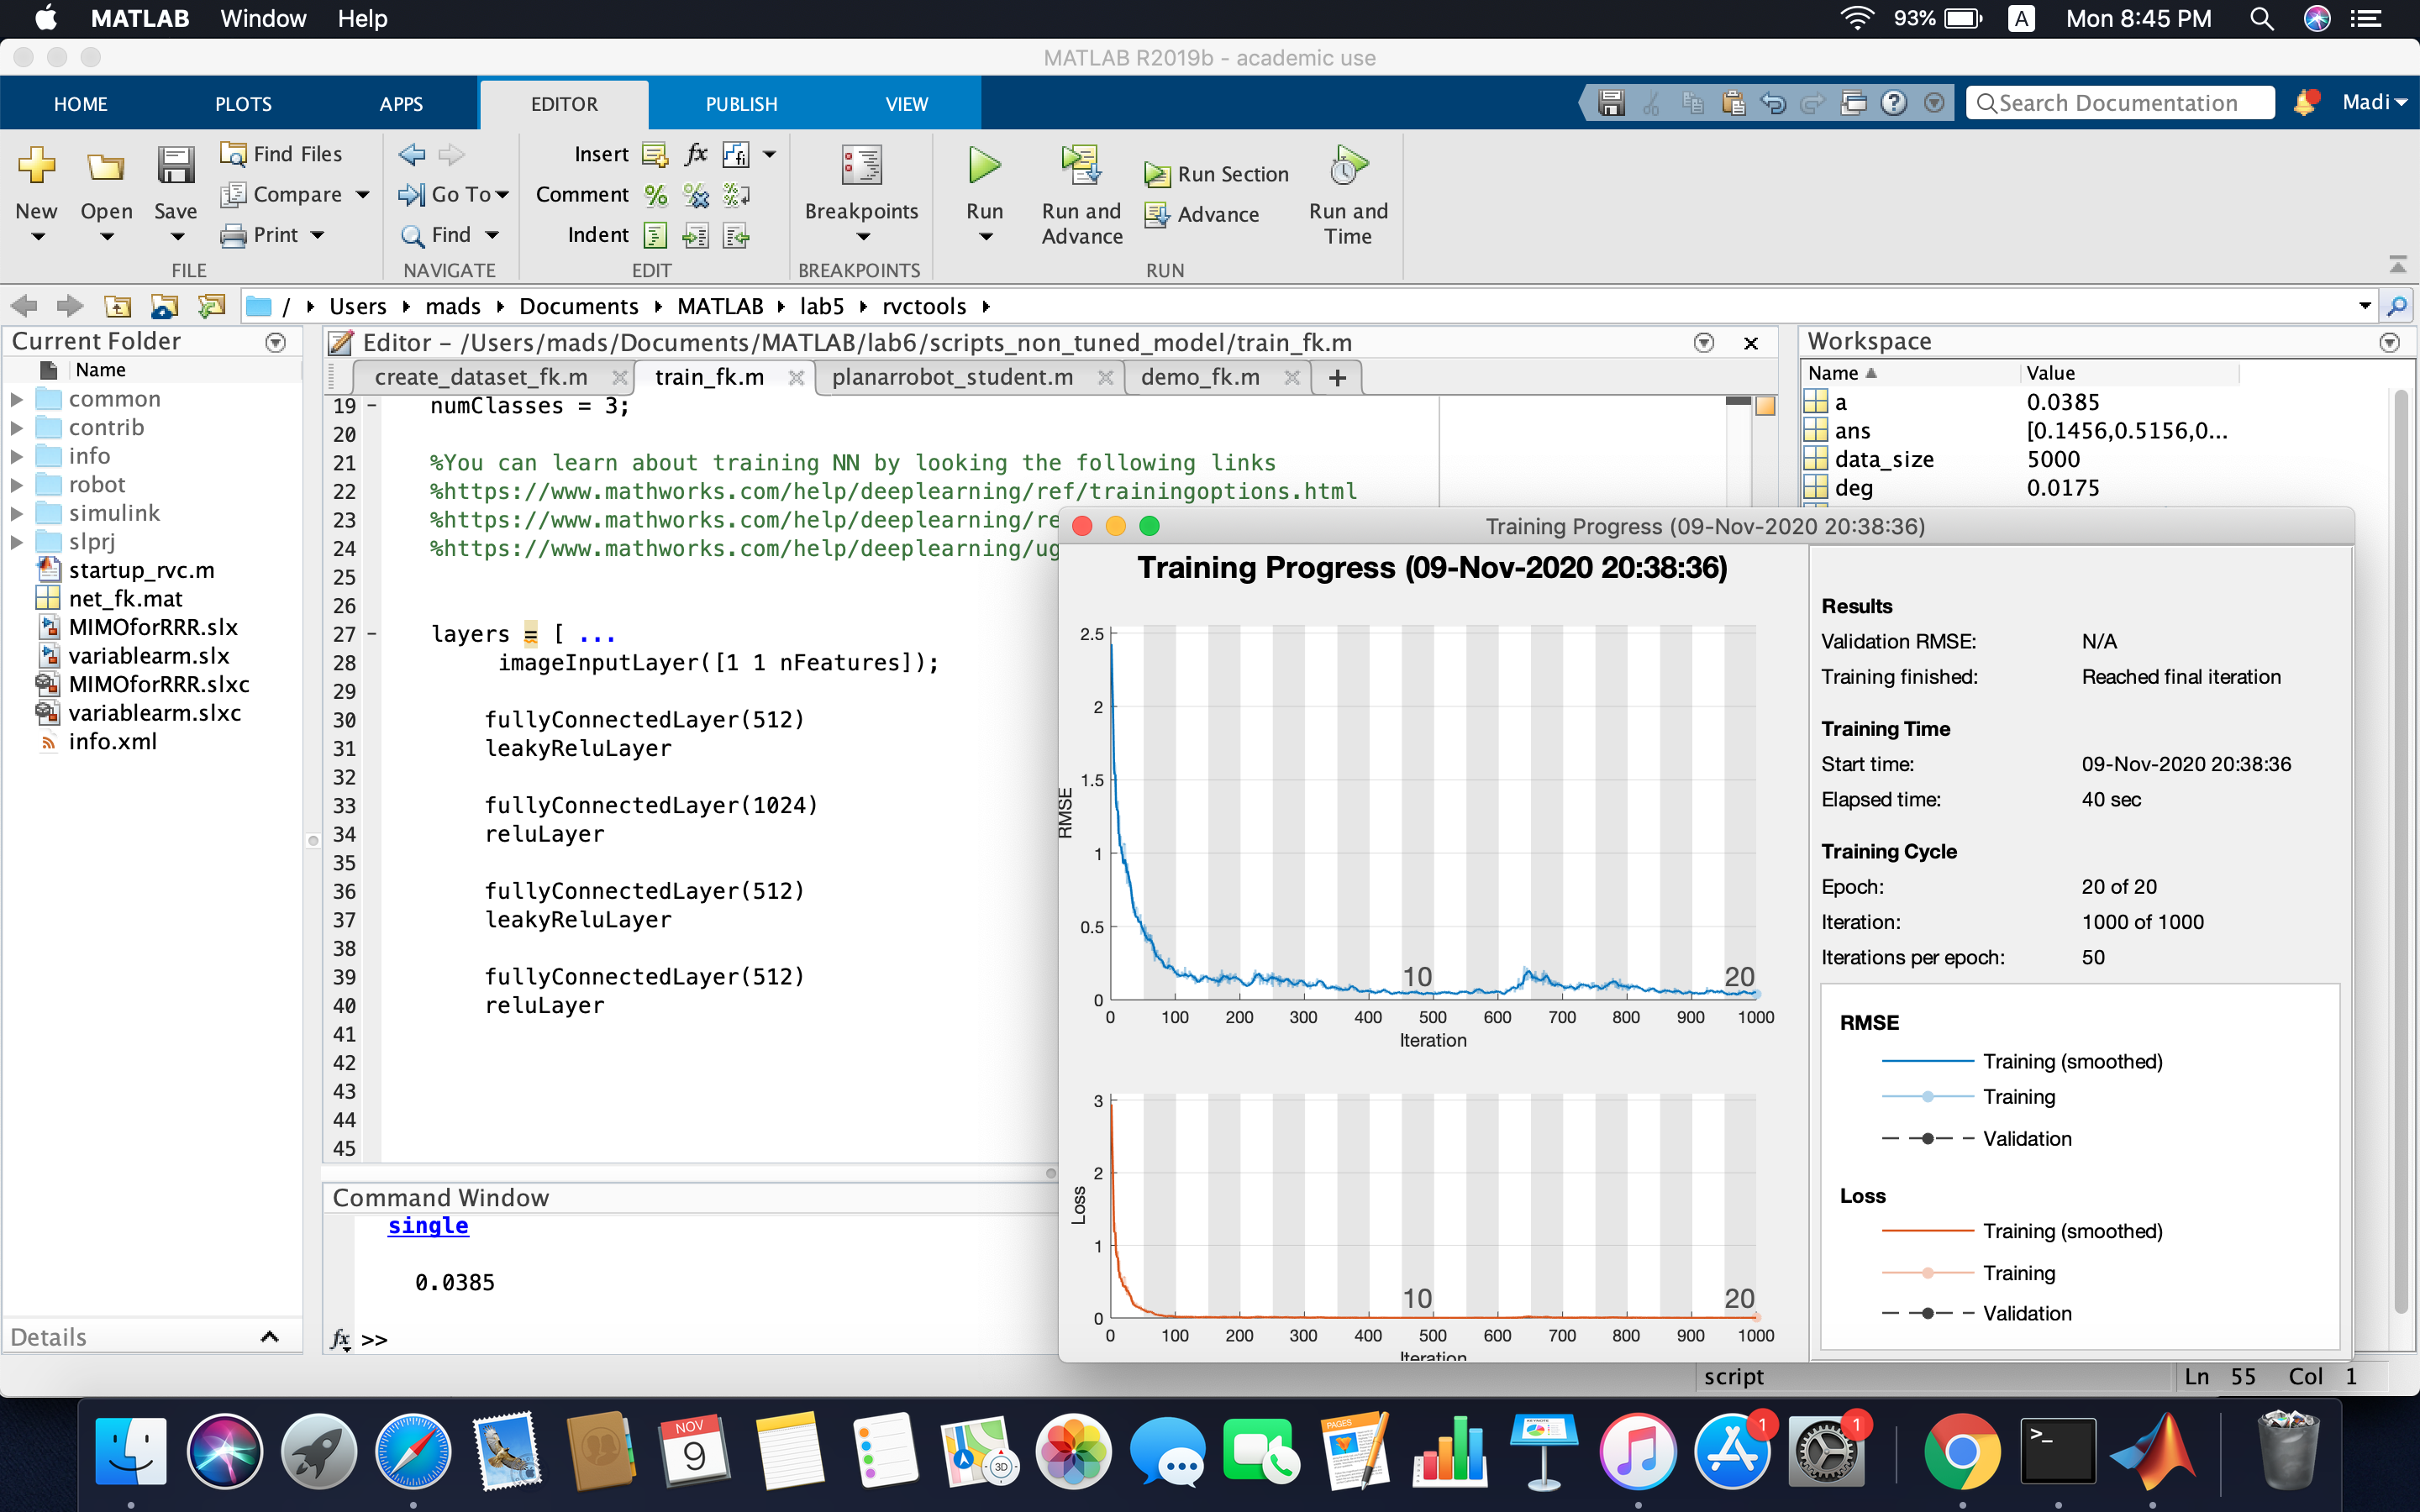 MATLAB Window Help
93% A Mon 8:45 PM
MATLAB R2019b - academic use
HOME PLOTS APPS EDITOR PUBLISH VIEW
Search Documentation Madi
New Open Save
Find Files
Compare
Print
FILE
Go To
Find
NAVIGATE
Insert fx fi
Comment % % %
Indent
EDIT
Breakpoints
BREAKPOINTS
Run
Run and Advance
Run Section
Advance
Run and Time
RUN
/ Users mads Documents MATLAB lab5 rvctools
Current Folder
Name
common
contrib
info
robot
simulink
slprj
startup_rvc.m
net_fk.mat
MIMOforRRR.slx
variablearm.slx
MIMOforRRR.slxc
variablearm.slxc
info.xml
Details
Editor – /Users/mads/Documents/MATLAB/lab6/scripts_non_tuned_model/train_fk.m
create_dataset_fk.m train_fk.m planarrobot_student.m demo_fk.m +
19 – numClasses = 3;
20
21 %You can learn about training NN by looking the following links
22 %https://www.mathworks.com/help/deeplearning/ref/trainingoptions.html
23 %https://www.mathworks.com/help/deeplearning/re
24 %https://www.mathworks.com/help/deeplearning/ug
25
26
27 – layers = [ ...
28 imageInputLayer([1 1 nFeatures]);
29
30 fullyConnectedLayer(512)
31 leakyReluLayer
32
33 fullyConnectedLayer(1024)
34 reluLayer
35
36 fullyConnectedLayer(512)
37 leakyReluLayer
38
39 fullyConnectedLayer(512)
40 reluLayer
41
42
43
44
45
Command Window
single
0.0385
fx >>
Workspace
Name Value
a 0.0385
ans [0.1456,0.5156,0...
data_size 5000
deg 0.0175
Training Progress (09-Nov-2020 20:38:36)
Training Progress (09-Nov-2020 20:38:36)
RMSE
2.5
2
1.5
1
0.5
0
10 20
0 100 200 300 400 500 600 700 800 900 1000
Iteration
Loss
3
2
1
0
10 20
0 100 200 300 400 500 600 700 800 900 1000
Iteration
Results
Validation RMSE: N/A
Training finished: Reached final iteration
Training Time
Start time: 09-Nov-2020 20:38:36
Elapsed time: 40 sec
Training Cycle
Epoch: 20 of 20
Iteration: 1000 of 1000
Iterations per epoch: 50
RMSE
Training (smoothed)
Training
Validation
Loss
Training (smoothed)
Training
Validation
script Ln 55 Col 1
NOV
9
3D
PAGES
1
1
>_